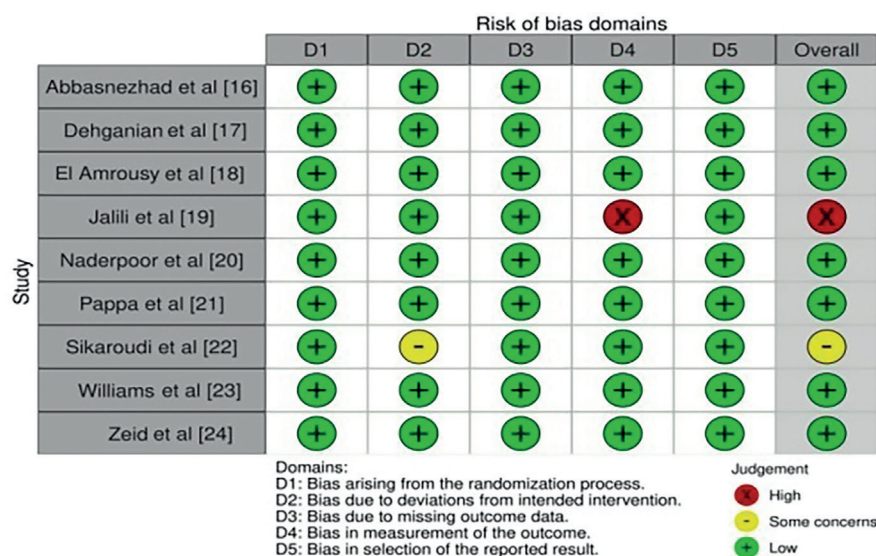 Risk of bias domains
D1 D2 D3 D4 D5 Overall
Study
Abbasnezhad et al [16] + + + + + +
Dehganian et al [17] + + + + + +
El Amrousy et al [18] + + + + + +
Jalili et al [19] + + + X + X
Naderpoor et al [20] + + + + + +
Pappa et al [21] + + + + + +
Sikaroudi et al [22] + - + + + -
Williams et al [23] + + + + + +
Zeid et al [24] + + + + + +
Domains:
D1: Bias arising from the randomization process.
D2: Bias due to deviations from intended intervention.
D3: Bias due to missing outcome data.
D4: Bias in measurement of the outcome.
D5: Bias in selection of the reported result.
Judgement
X High
- Some concerns
+ Low